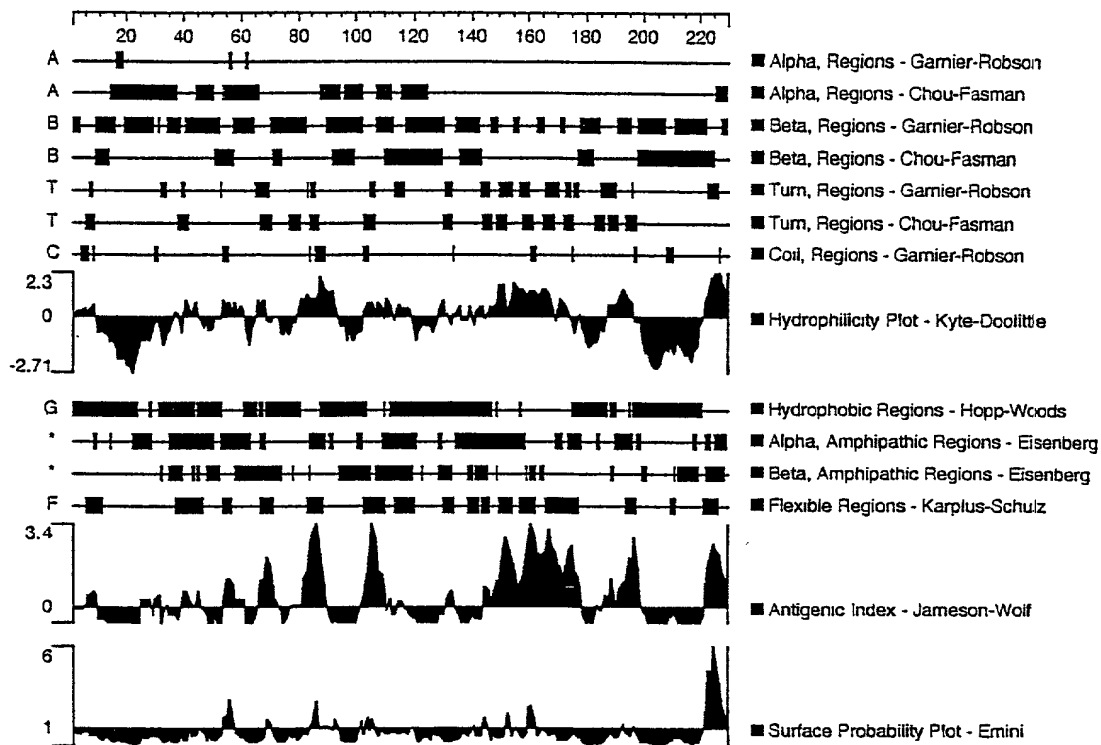 20 40 60 80 100 120 140 160 180 200 220
A Alpha, Regions - Garnier-Robson
A Alpha, Regions - Chou-Fasman
B Beta, Regions - Garnier-Robson
B Beta, Regions - Chou-Fasman
T Turn, Regions - Garnier-Robson
T Turn, Regions - Chou-Fasman
C Coil, Regions - Garnier-Robson
2.3
0 Hydrophilicity Plot - Kyte-Doolittle
-2.71
G Hydrophobic Regions - Hopp-Woods
* Alpha, Amphipathic Regions - Eisenberg
* Beta, Amphipathic Regions - Eisenberg
F Flexible Regions - Karplus-Schulz
3.4
0 Antigenic Index - Jameson-Wolf
6
1 Surface Probability Plot - Emini